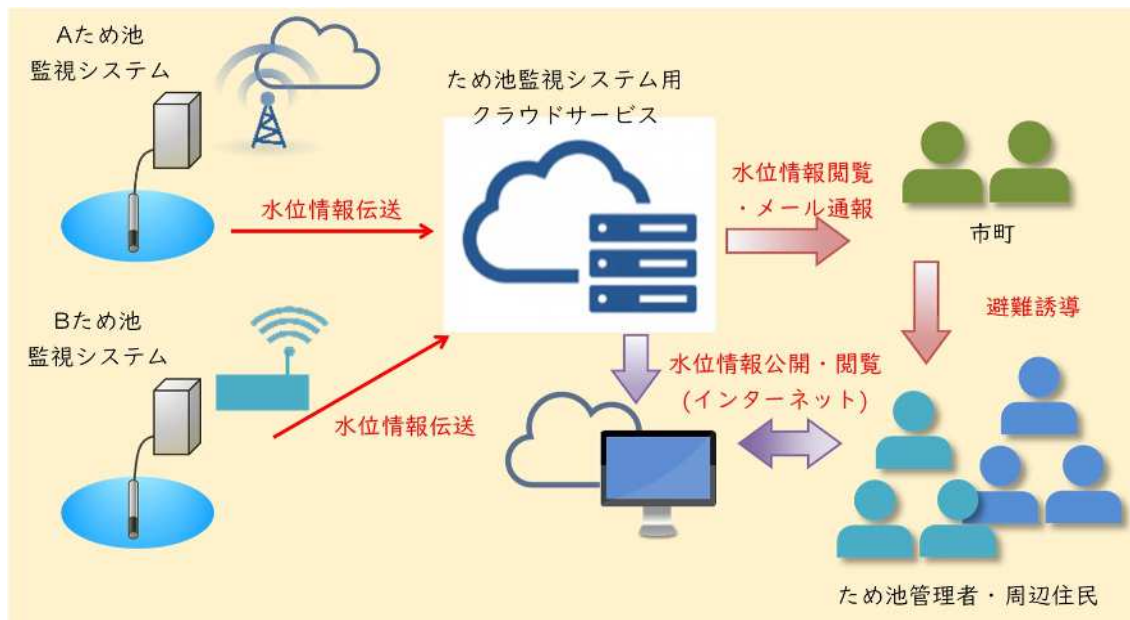 Aため池
監視システム
ため池監視システム用
クラウドサービス
水位情報伝送
水位情報閲覧
・メール通報
市町
避難誘導
Bため池
監視システム
水位情報伝送
水位情報公開・閲覧
(インターネット)
ため池管理者・周辺住民